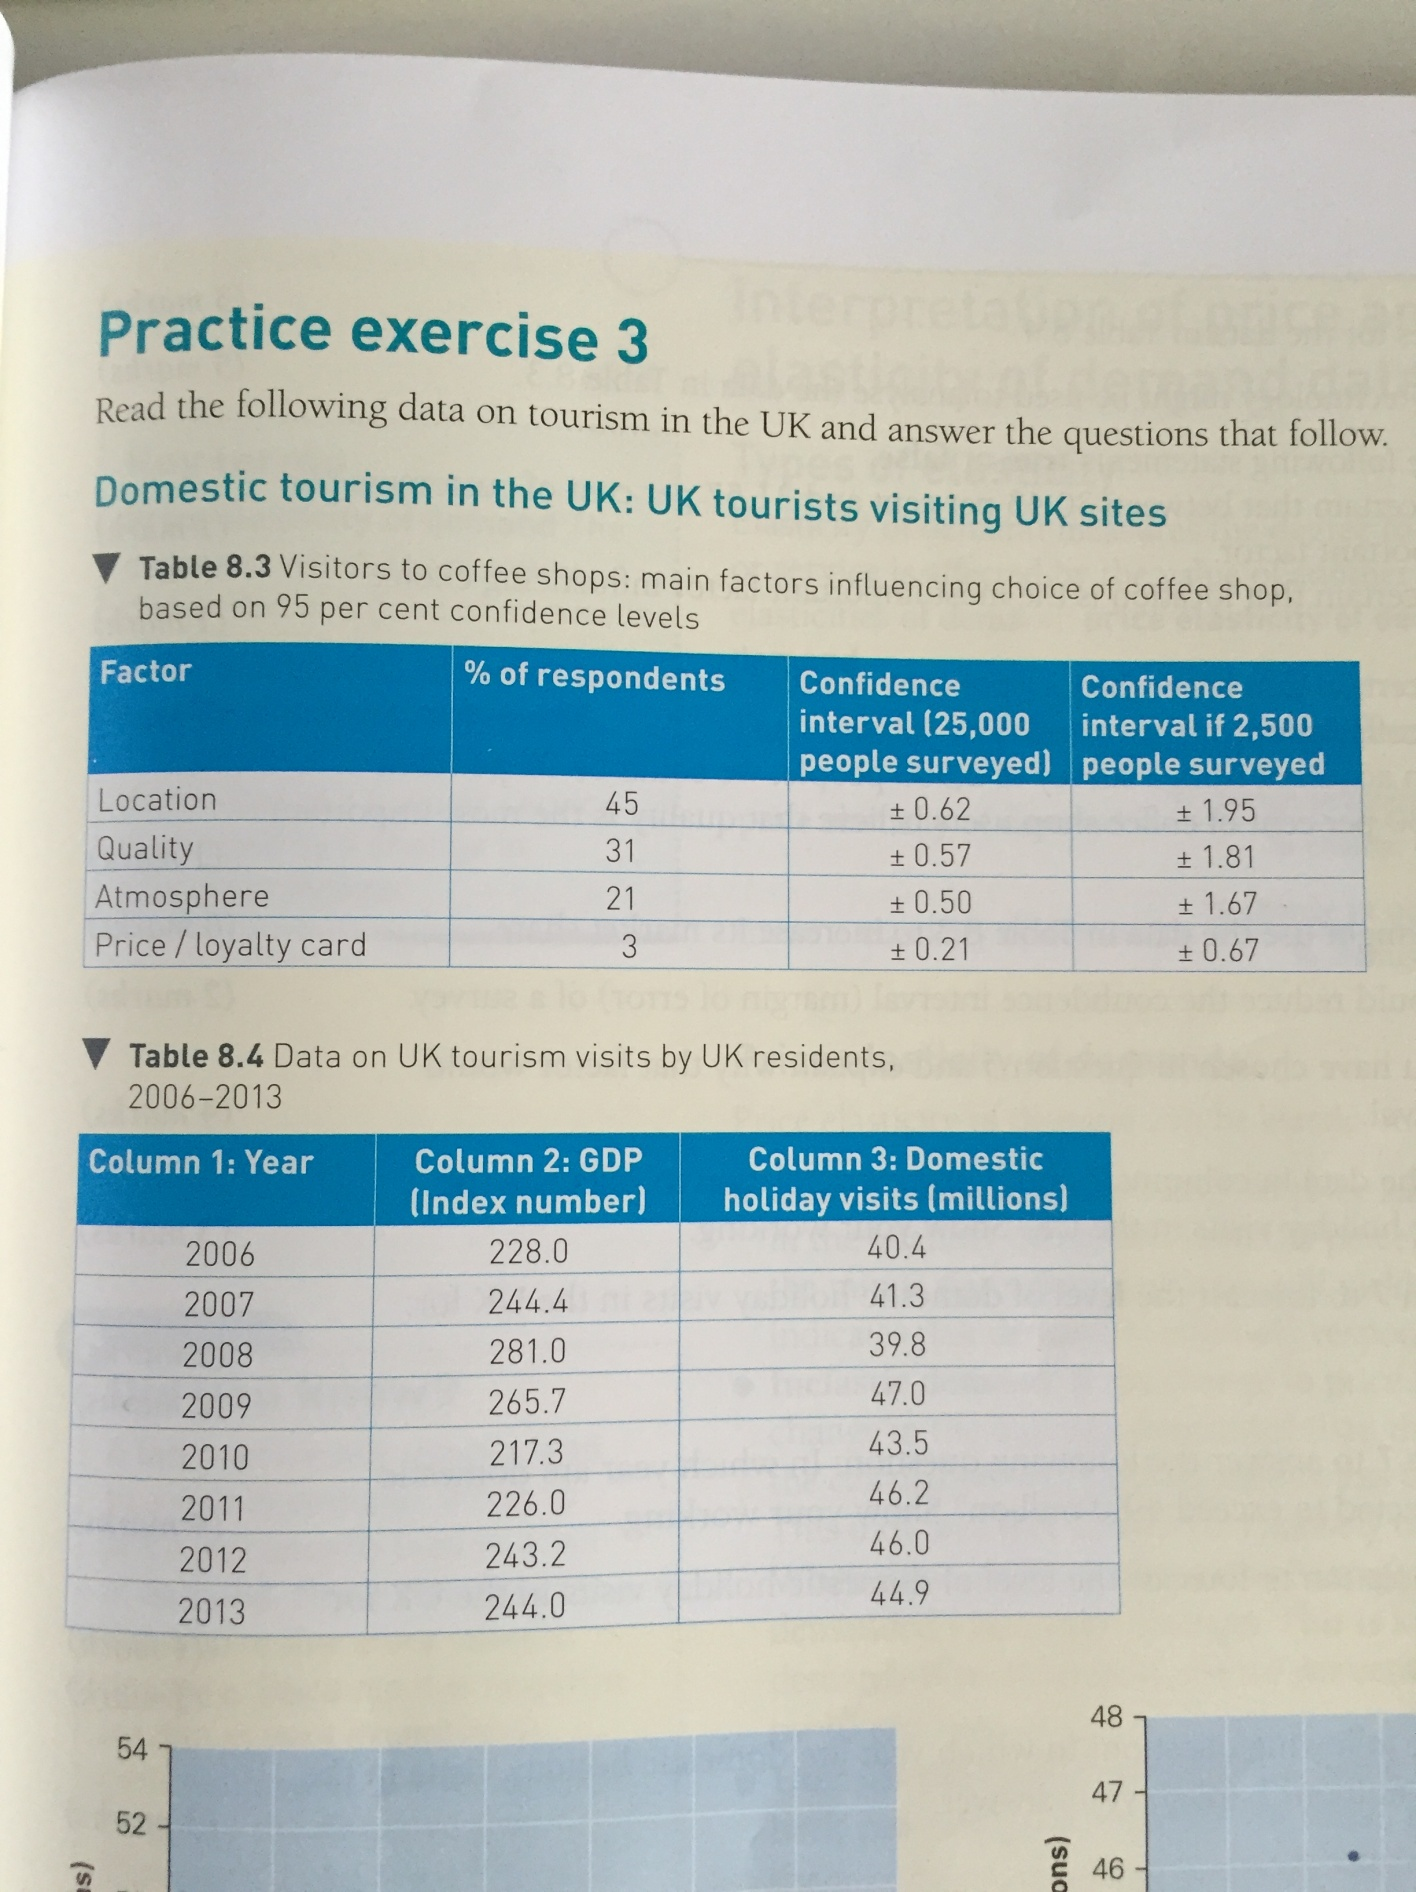 Practice exercise 3
Read the following data on tourism in the UK and answer the questions that follow.
Domestic tourism in the UK: UK tourists visiting UK sites
▼ Table 8.3 Visitors to coffee shops: main factors influencing choice of coffee shop,
based on 95 per cent confidence levels
Factor % of respondents Confidence interval (25,000 people surveyed) Confidence interval if 2,500 people surveyed
Location 45 ± 0.62 ± 1.95
Quality 31 ± 0.57 ± 1.81
Atmosphere 21 ± 0.50 ± 1.67
Price / loyalty card 3 ± 0.21 ± 0.67
▼ Table 8.4 Data on UK tourism visits by UK residents,
2006–2013
Column 1: Year Column 2: GDP (Index number) Column 3: Domestic holiday visits (millions)
2006 228.0 40.4
2007 244.4 41.3
2008 281.0 39.8
2009 265.7 47.0
2010 217.3 43.5
2011 226.0 46.2
2012 243.2 46.0
2013 244.0 44.9
54
52
48
47
46